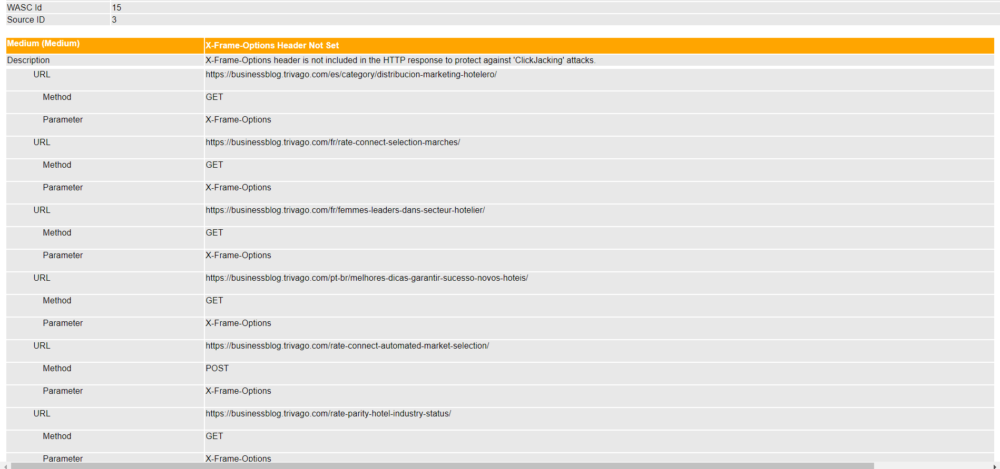 WASC Id 15
Source ID 3
Medium (Medium) X-Frame-Options Header Not Set
Description X-Frame-Options header is not included in the HTTP response to protect against 'ClickJacking' attacks.
URL https://businessblog.trivago.com/es/category/distribucion-marketing-hotelero/
Method GET
Parameter X-Frame-Options
URL https://businessblog.trivago.com/fr/rate-connect-selection-marches/
Method GET
Parameter X-Frame-Options
URL https://businessblog.trivago.com/fr/femmes-leaders-dans-secteur-hotelier/
Method GET
Parameter X-Frame-Options
URL https://businessblog.trivago.com/pt-br/melhores-dicas-garantir-sucesso-novos-hoteis/
Method GET
Parameter X-Frame-Options
URL https://businessblog.trivago.com/rate-connect-automated-market-selection/
Method POST
Parameter X-Frame-Options
URL https://businessblog.trivago.com/rate-parity-hotel-industry-status/
Method GET
Parameter X-Frame-Options